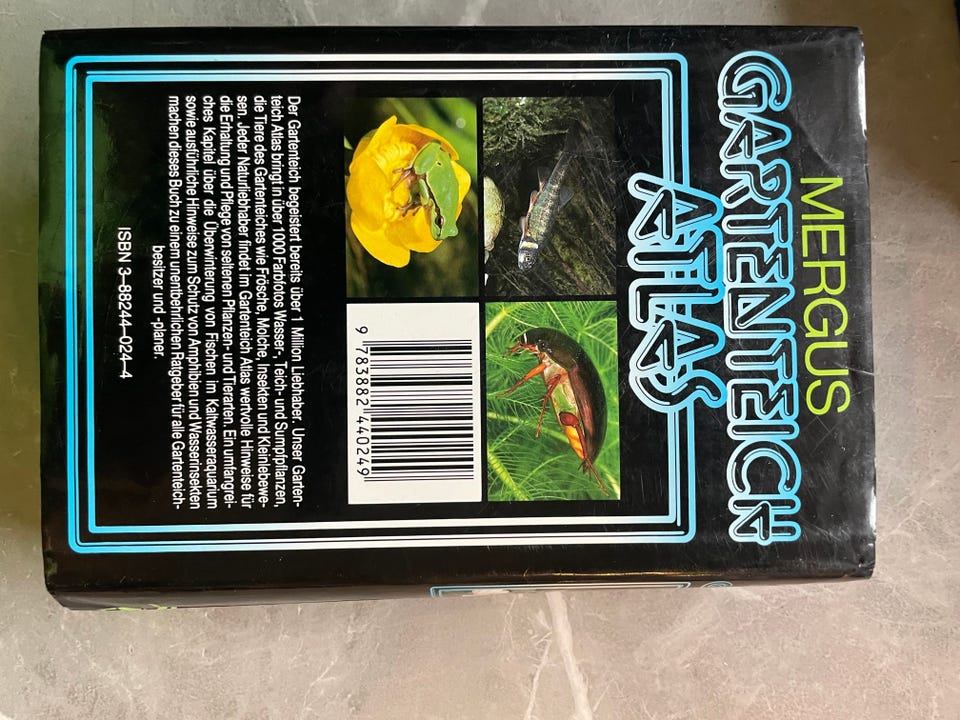 MERGUS
GARTENTEICH
ATLAS
9 783882 440249
Der Gartenteich begeistert bereits über 1 Million Liebhaber. Unser Garten-
teich Atlas bringt in über 1000 Farbfotos Wasser-, Teich- und Sumpfpflanzen,
die Tiere des Gartenteiches wie Frösche, Molche, Insekten und Kleinlebewe-
sen. Jeder Naturliebhaber findet im Gartenteich Atlas wertvolle Hinweise für
die Erhaltung und Pflege von seltenen Pflanzen- und Tierarten. Ein umfangrei-
ches Kapitel über die Überwinterung von Fischen im Kaltwasseraquarium
sowie ausführliche Hinweise zum Schutz von Amphibien und Wasserinsekten
machen dieses Buch zu einem unentbehrlichen Ratgeber für alle Gartenteich-
besitzer und -planer.
ISBN 3-88244-024-4